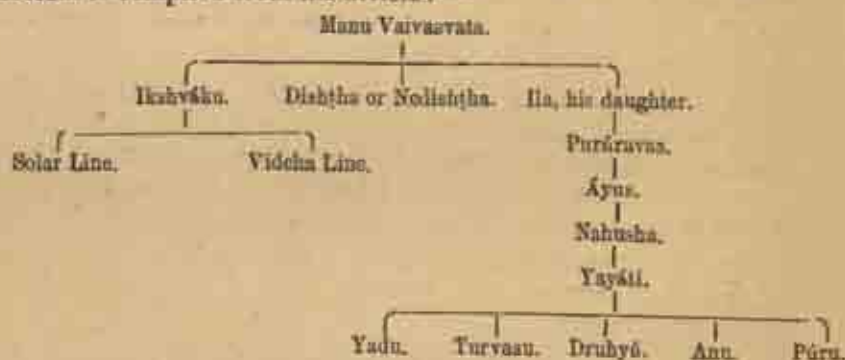 Manu Vaivasvata.
Ikshváku. Dishṭha or Nedishṭha. Ila, his daughter.
Purúravas.
Solar Line. Videha Line.
Áyus.
Nahusha.
Yayáti.
Yadu. Turvasu. Druhyú. Anu. Púru.